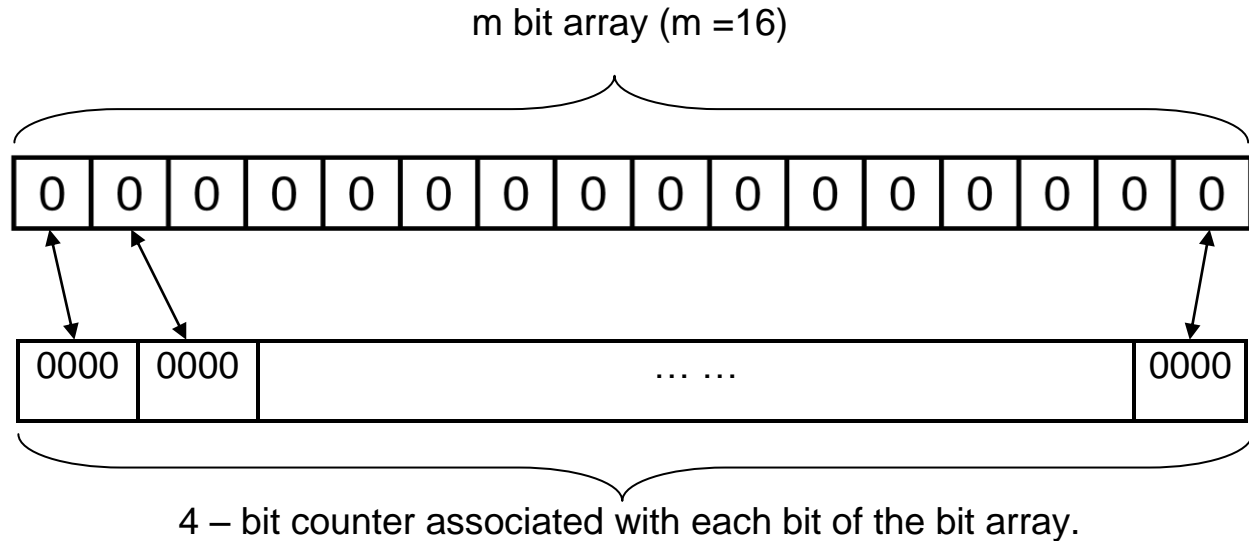 m bit array (m =16)
0 0 0 0 0 0 0 0 0 0 0 0 0 0 0 0
0000 0000 … … 0000
4 – bit counter associated with each bit of the bit array.